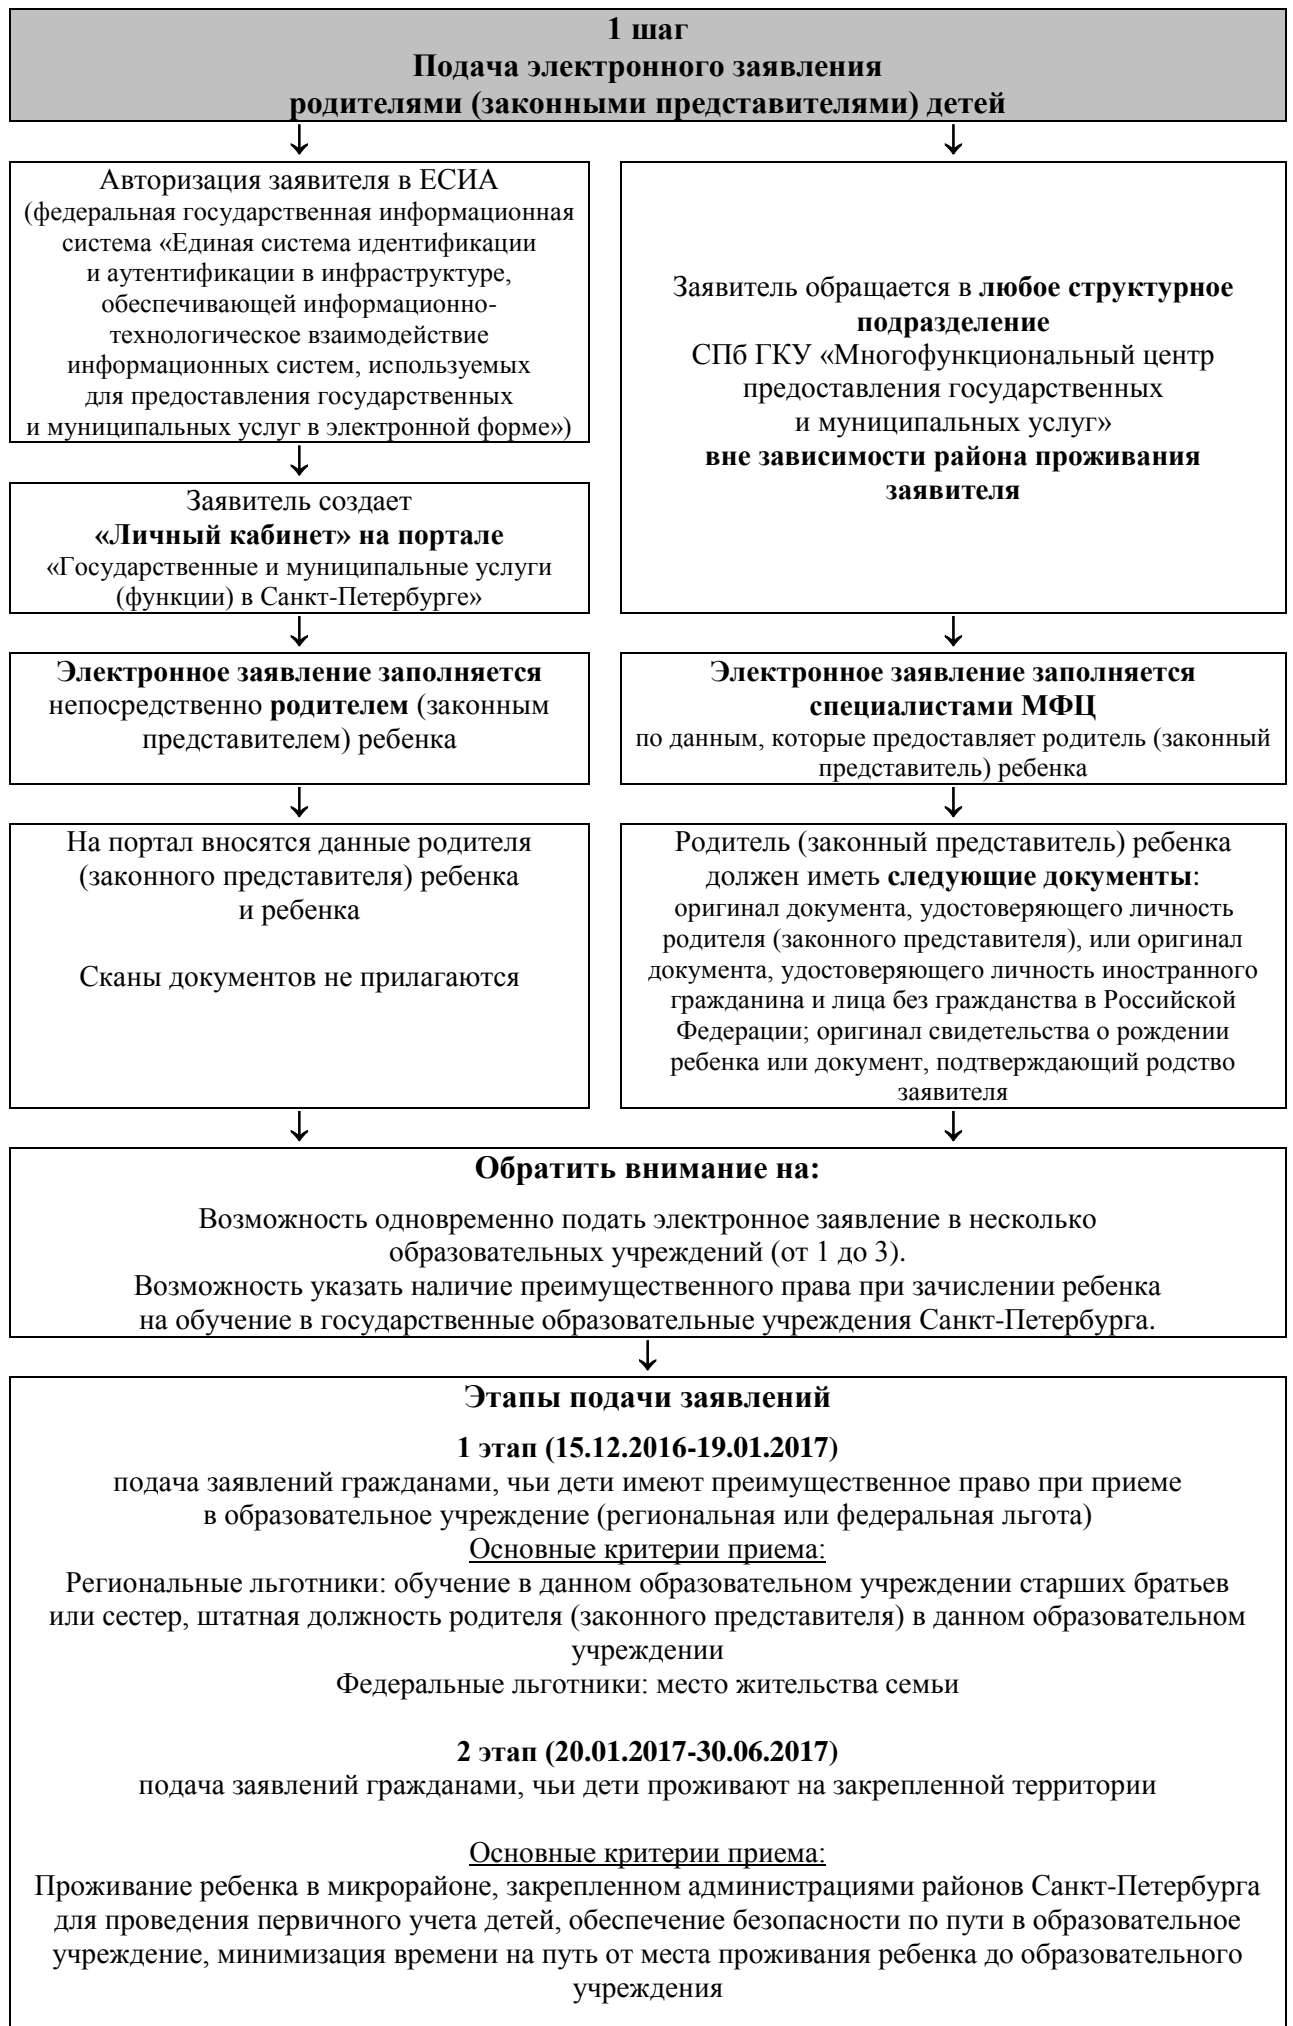 1 шаг
Подача электронного заявления
родителями (законными представителями) детей
↓
↓
Авторизация заявителя в ЕСИА
(федеральная государственная информационная
система «Единая система идентификации
и аутентификации в инфраструктуре,
обеспечивающей информационно-
технологическое взаимодействие
информационных систем, используемых
для предоставления государственных
и муниципальных услуг в электронной форме»)
↓
Заявитель создает
«Личный кабинет» на портале
«Государственные и муниципальные услуги
(функции) в Санкт-Петербурге»
Заявитель обращается в любое структурное
подразделение
СПб ГКУ «Многофункциональный центр
предоставления государственных
и муниципальных услуг»
вне зависимости района проживания
заявителя
↓
↓
Электронное заявление заполняется
непосредственно родителем (законным
представителем) ребенка
Электронное заявление заполняется
специалистами МФЦ
по данным, которые предоставляет родитель (законный
представитель) ребенка
↓
↓
На портал вносятся данные родителя
(законного представителя) ребенка
и ребенка
Сканы документов не прилагаются
Родитель (законный представитель) ребенка
должен иметь следующие документы:
оригинал документа, удостоверяющего личность
родителя (законного представителя), или оригинал
документа, удостоверяющего личность иностранного
гражданина и лица без гражданства в Российской
Федерации; оригинал свидетельства о рождении
ребенка или документ, подтверждающий родство
заявителя
↓
↓
Обратить внимание на:
Возможность одновременно подать электронное заявление в несколько
образовательных учреждений (от 1 до 3).
Возможность указать наличие преимущественного права при зачислении ребенка
на обучение в государственные образовательные учреждения Санкт-Петербурга.
↓
Этапы подачи заявлений
1 этап (15.12.2016-19.01.2017)
подача заявлений гражданами, чьи дети имеют преимущественное право при приеме
в образовательное учреждение (региональная или федеральная льгота)
Основные критерии приема:
Региональные льготники: обучение в данном образовательном учреждении старших братьев
или сестер, штатная должность родителя (законного представителя) в данном образовательном
учреждении
Федеральные льготники: место жительства семьи
2 этап (20.01.2017-30.06.2017)
подача заявлений гражданами, чьи дети проживают на закрепленной территории
Основные критерии приема:
Проживание ребенка в микрорайоне, закрепленном администрациями районов Санкт-Петербурга
для проведения первичного учета детей, обеспечение безопасности по пути в образовательное
учреждение, минимизация времени на путь от места проживания ребенка до образовательного
учреждения